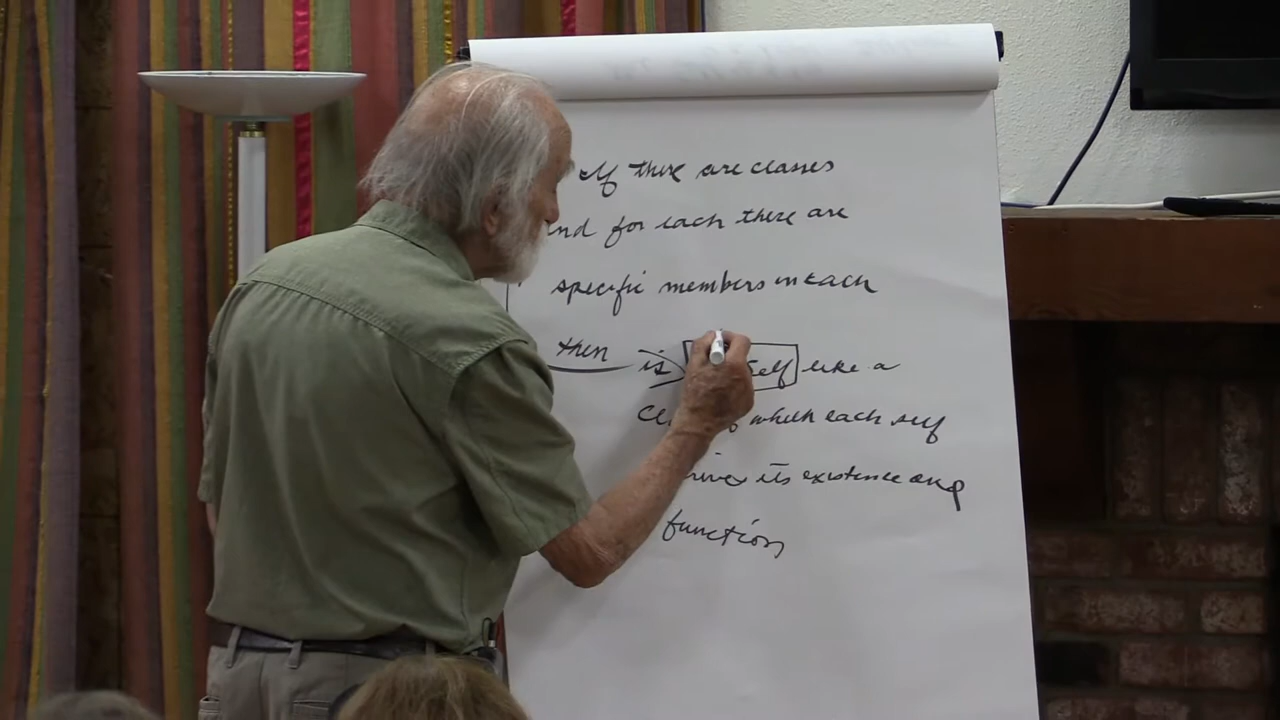 If there are classes
and for each there are
specific members in each
then is self like a
which each self
its existence and
function